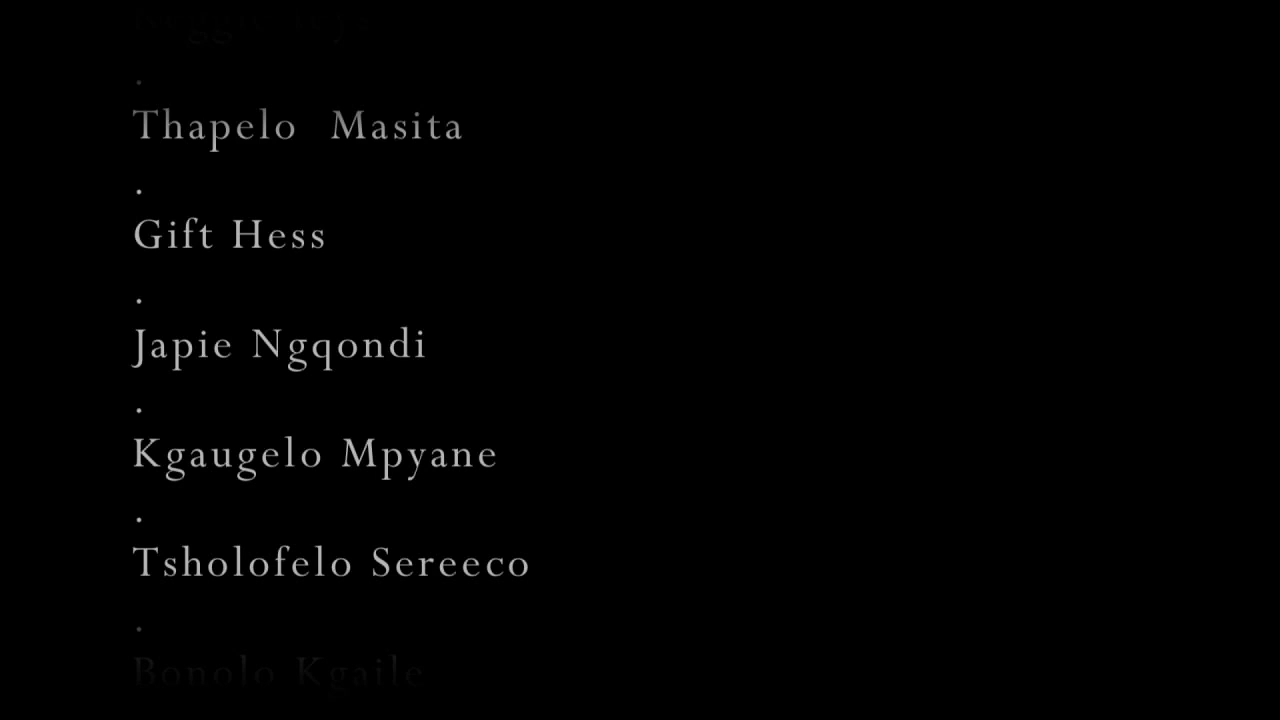 .
Thapelo  Masita
.
Gift Hess
.
Japie Ngqondi
.
Kgaugelo Mpyane
.
Tsholofelo Sereeco
.
Bonolo Kgaile